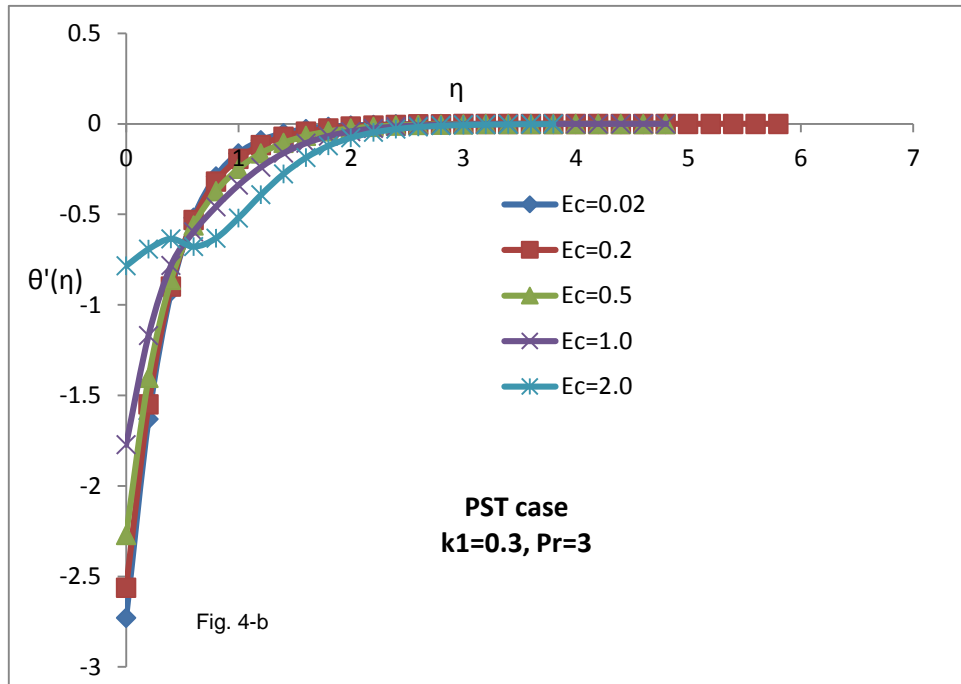 0.5
η
0
0 1 2 3 4 5 6 7
-0.5
θ'(η)
-1
-1.5
-2
-2.5
-3
Ec=0.02
Ec=0.2
Ec=0.5
Ec=1.0
Ec=2.0
PST case
k1=0.3, Pr=3
Fig. 4-b